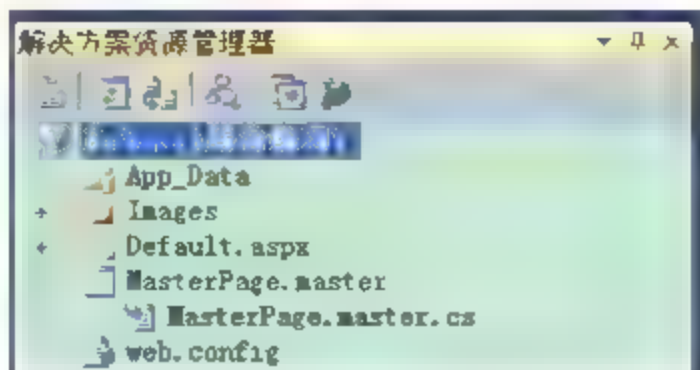 解决方案资源管理器
App_Data
Images
Default.aspx
MasterPage.master
MasterPage.master.cs
web.config